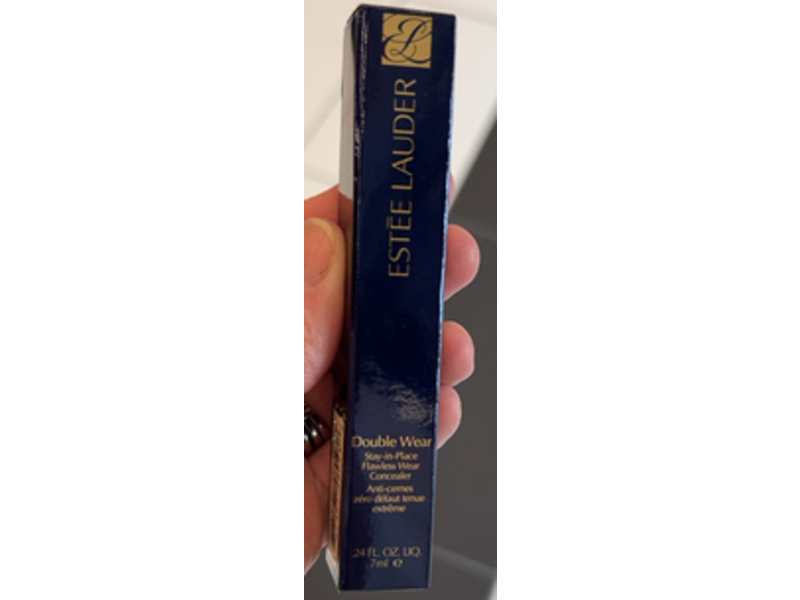 EL
ESTĒE LAUDER
Double Wear
Stay-in-Place
Flawless Wear
Concealer
Anti-cernes
zéro-défaut tenue
extrême
.24 FL. OZ. LIQ.
7ml ℮